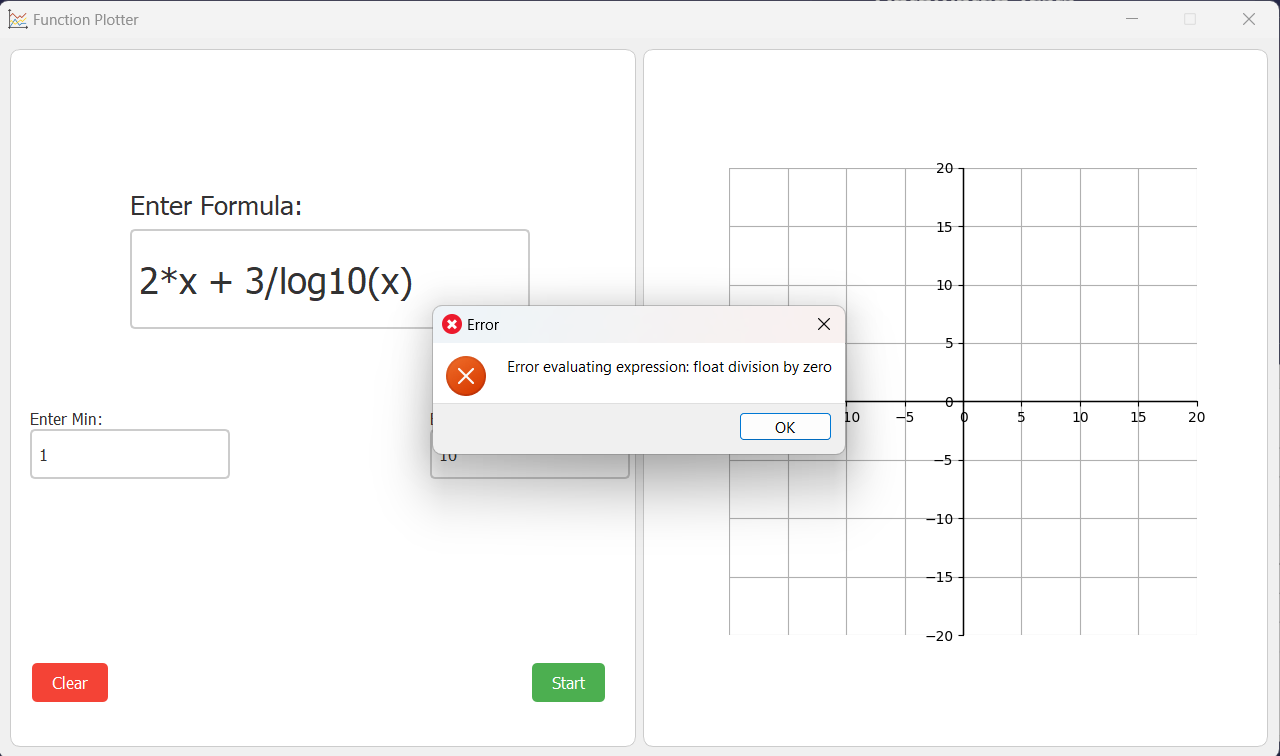 Function Plotter
Enter Formula:
2*x + 3/log10(x)
Error
Error evaluating expression: float division by zero
OK
Enter Min:
1
10
Clear
Start
20
15
10
5
0
10
−5
0
5
10
15
20
−5
−10
−15
−20